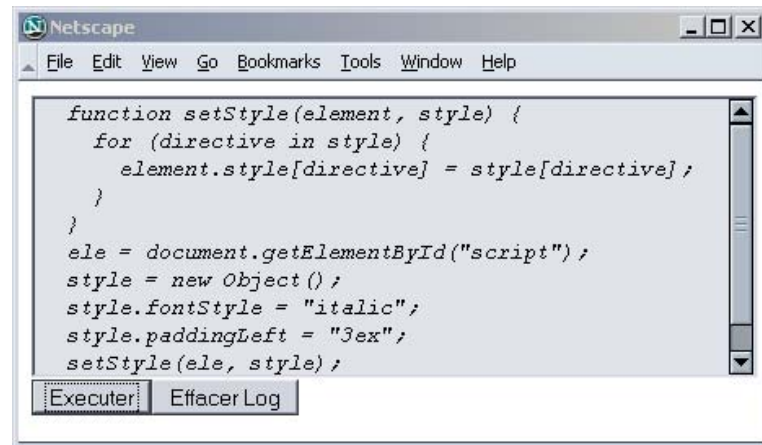 Netscape
File Edit View Go Bookmarks Tools Window Help
function setStyle(element, style) {
for (directive in style) {
element.style[directive] = style[directive];
}
}
ele = document.getElementById("script");
style = new Object();
style.fontStyle = "italic";
style.paddingLeft = "3ex";
setStyle(ele, style);
Executer Effacer Log